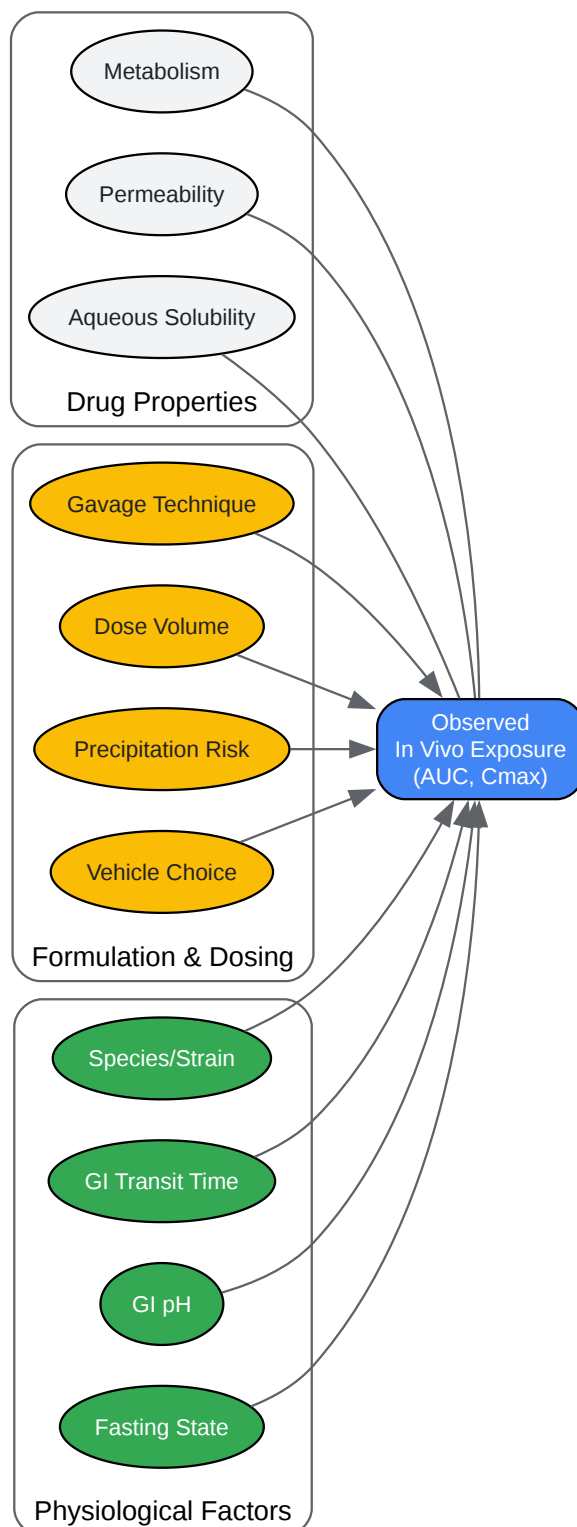 Metabolism
Permeability
Aqueous Solubility
Drug Properties
Gavage Technique
Dose Volume
Precipitation Risk
Vehicle Choice
Formulation & Dosing
Observed
In Vivo Exposure
(AUC, Cmax)
Species/Strain
GI Transit Time
GI pH
Fasting State
Physiological Factors